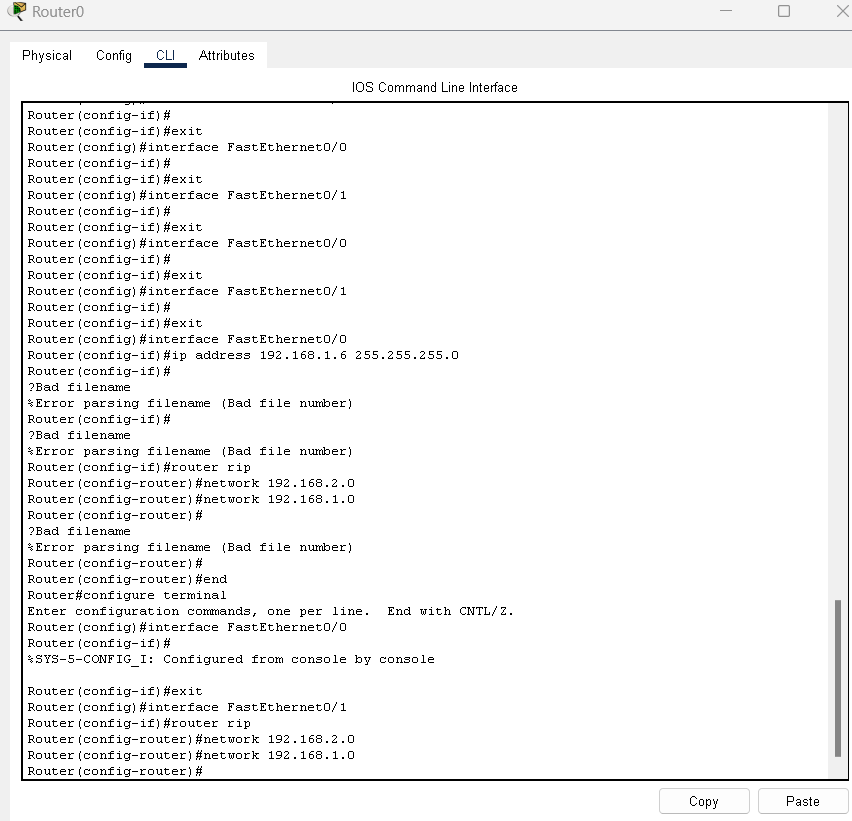 Router0
Physical Config CLI Attributes
IOS Command Line Interface
Router(config-if)#
Router(config-if)#exit
Router(config)#interface FastEthernet0/0
Router(config-if)#
Router(config-if)#exit
Router(config)#interface FastEthernet0/1
Router(config-if)#
Router(config-if)#exit
Router(config)#interface FastEthernet0/0
Router(config-if)#
Router(config-if)#exit
Router(config)#interface FastEthernet0/1
Router(config-if)#
Router(config-if)#exit
Router(config)#interface FastEthernet0/0
Router(config-if)#ip address 192.168.1.6 255.255.255.0
Router(config-if)#
?Bad filename
%Error parsing filename (Bad file number)
Router(config-if)#
?Bad filename
%Error parsing filename (Bad file number)
Router(config-if)#router rip
Router(config-router)#network 192.168.2.0
Router(config-router)#network 192.168.1.0
Router(config-router)#
?Bad filename
%Error parsing filename (Bad file number)
Router(config-router)#
Router(config-router)#end
Router#configure terminal
Enter configuration commands, one per line.  End with CNTL/Z.
Router(config)#interface FastEthernet0/0
Router(config-if)#
%SYS-5-CONFIG_I: Configured from console by console
Router(config-if)#exit
Router(config)#interface FastEthernet0/1
Router(config-if)#router rip
Router(config-router)#network 192.168.2.0
Router(config-router)#network 192.168.1.0
Router(config-router)#
Copy Paste